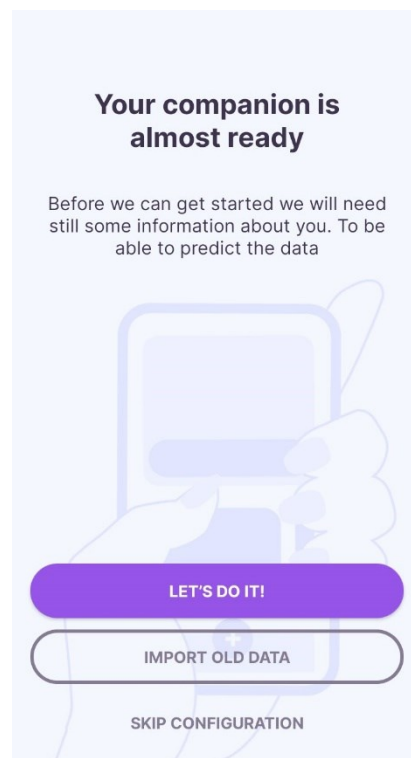 Your companion is
almost ready
Before we can get started we will need
still some information about you. To be
able to predict the data
LET'S DO IT!
IMPORT OLD DATA
SKIP CONFIGURATION